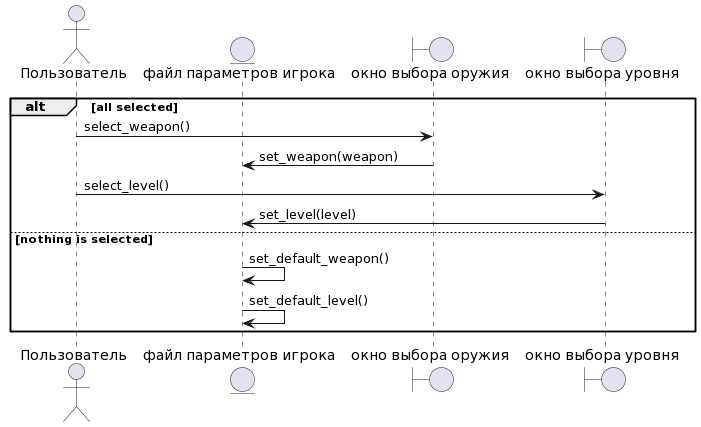 Пользователь файл параметров игрока окно выбора оружия окно выбора уровня
alt [all selected]
select_weapon()
set_weapon(weapon)
select_level()
set_level(level)
[nothing is selected]
set_default_weapon()
set_default_level()
Пользователь файл параметров игрока окно выбора оружия окно выбора уровня